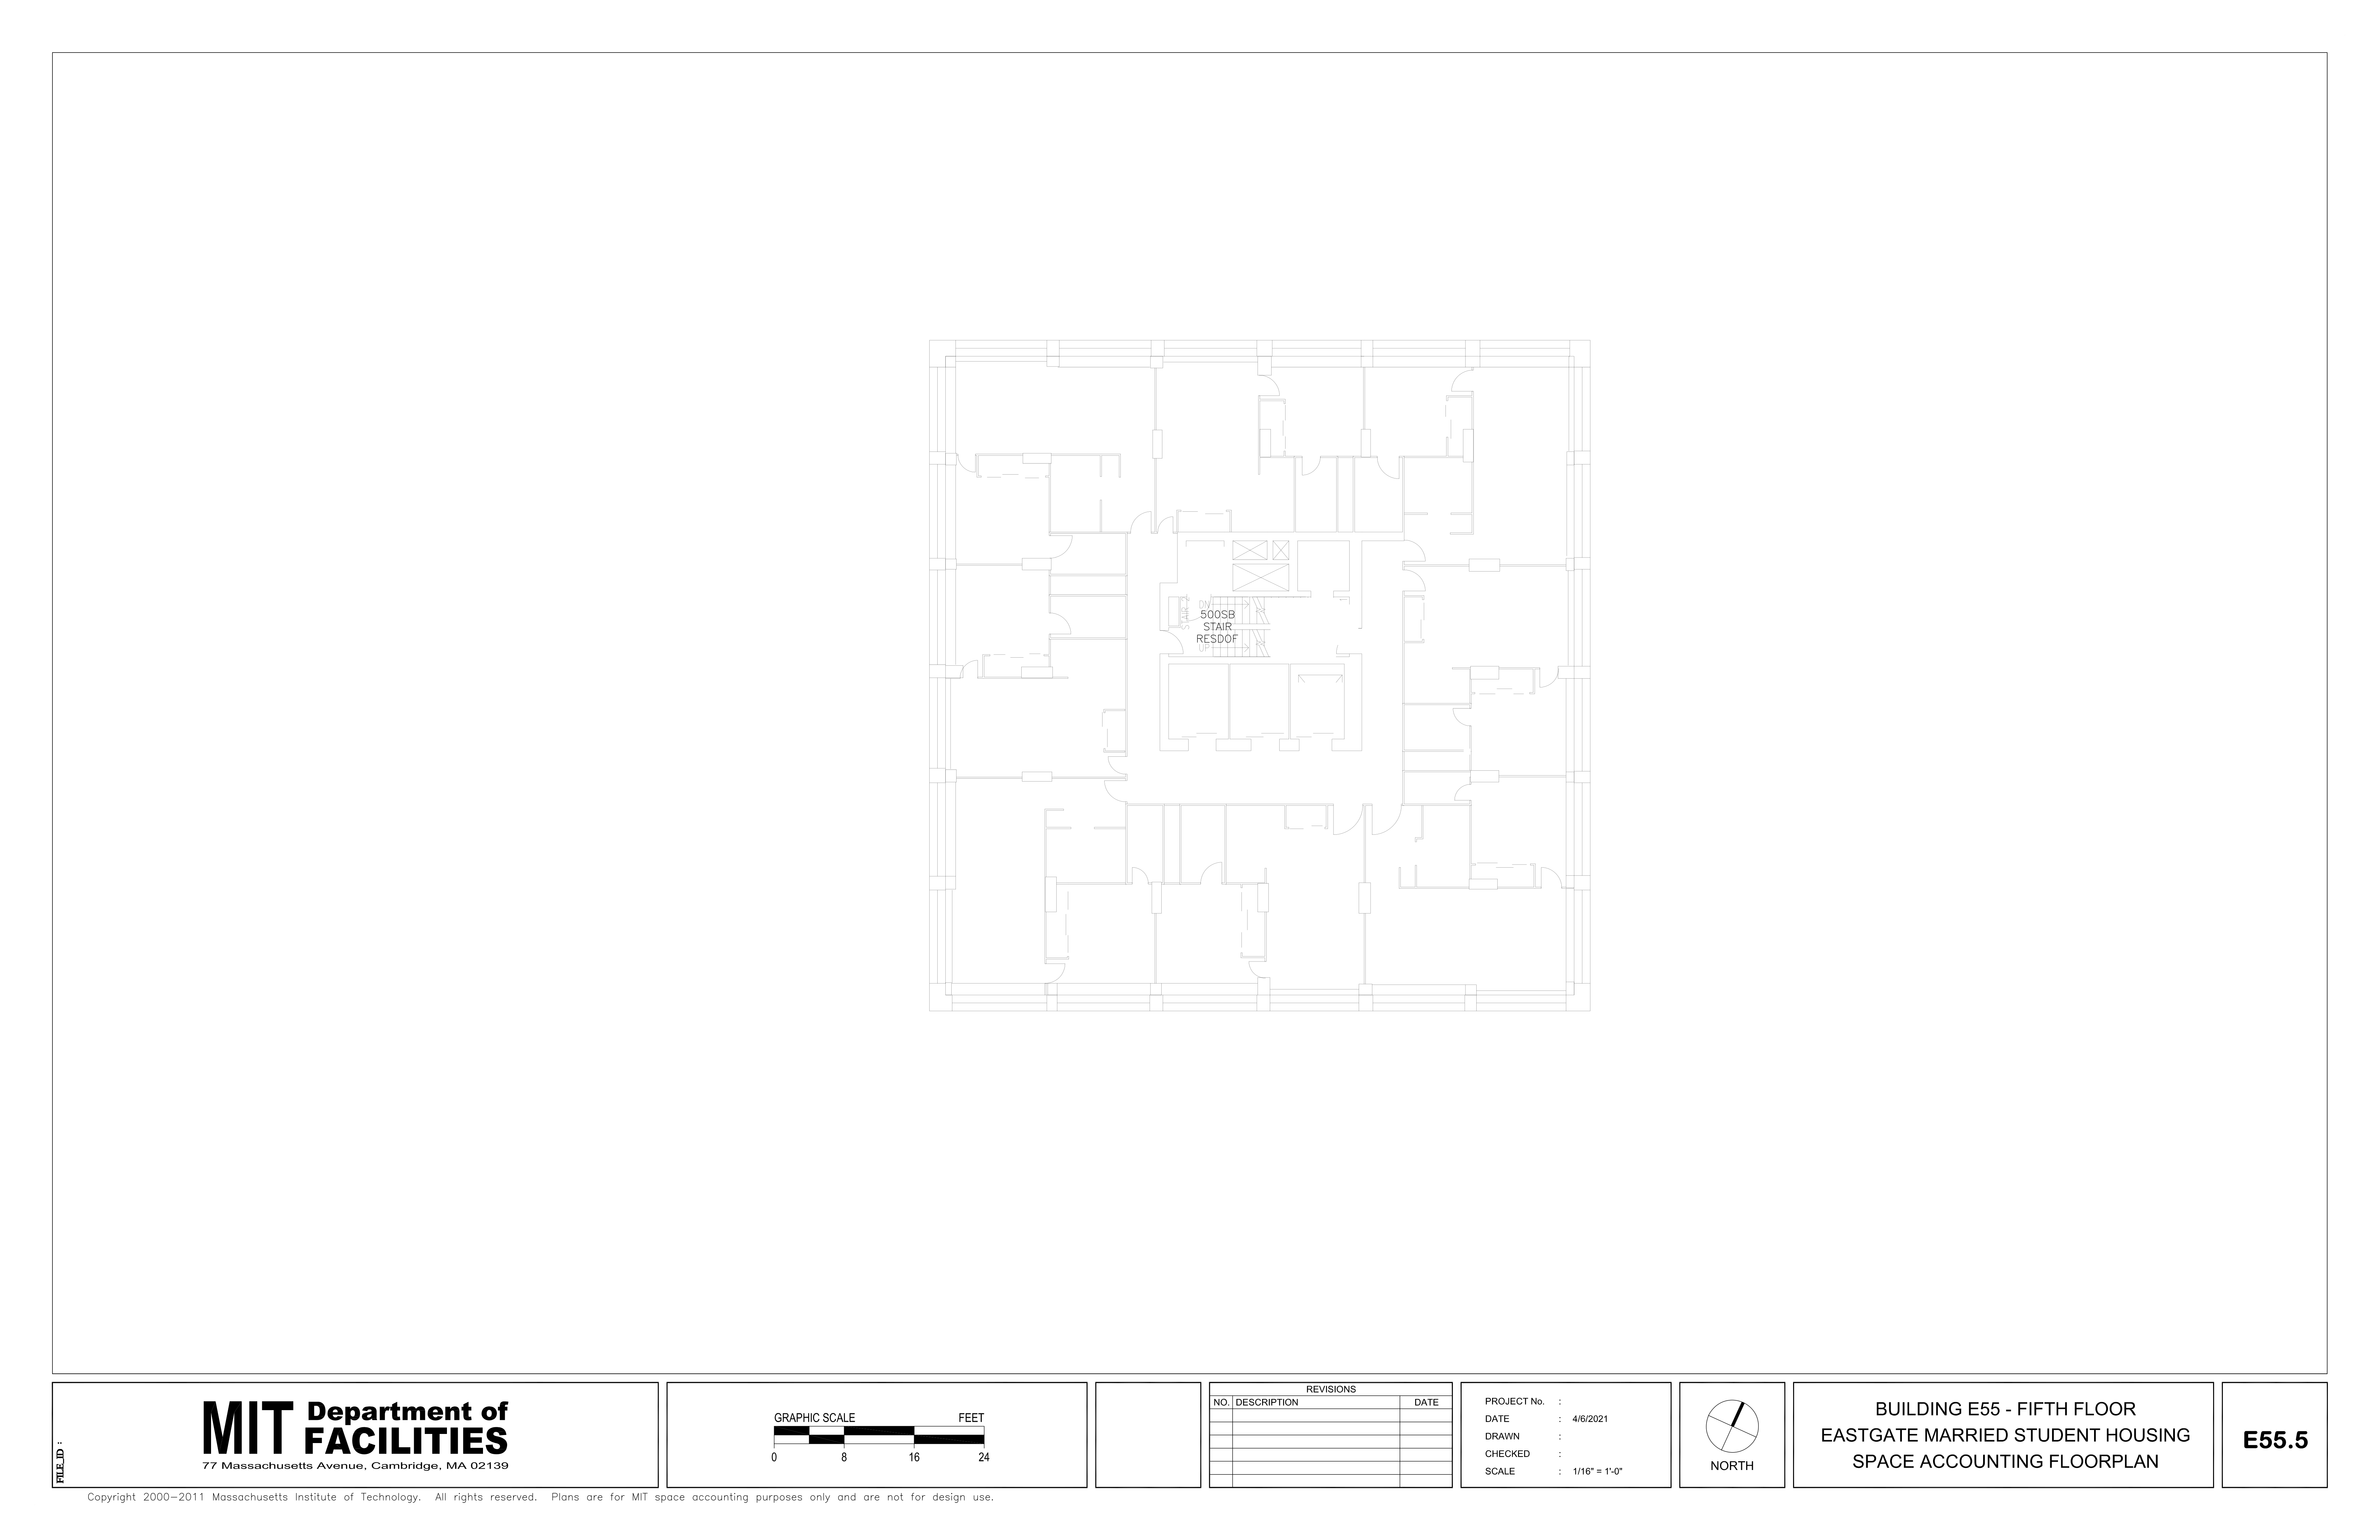 STAIR 2
DN
500SB
STAIR
RESDOF
UP
1
FILE_ID :
MIT Department of
FACILITIES
77 Massachusetts Avenue, Cambridge, MA 02139
GRAPHIC SCALE FEET
0 8 16 24
REVISIONS
NO. DESCRIPTION DATE
PROJECT No. :
DATE : 4/6/2021
DRAWN :
CHECKED :
SCALE : 1/16" = 1'-0"
NORTH
BUILDING E55 - FIFTH FLOOR
EASTGATE MARRIED STUDENT HOUSING
SPACE ACCOUNTING FLOORPLAN
E55.5
Copyright 2000-2011 Massachusetts Institute of Technology. All rights reserved. Plans are for MIT space accounting purposes only and are not for design use.